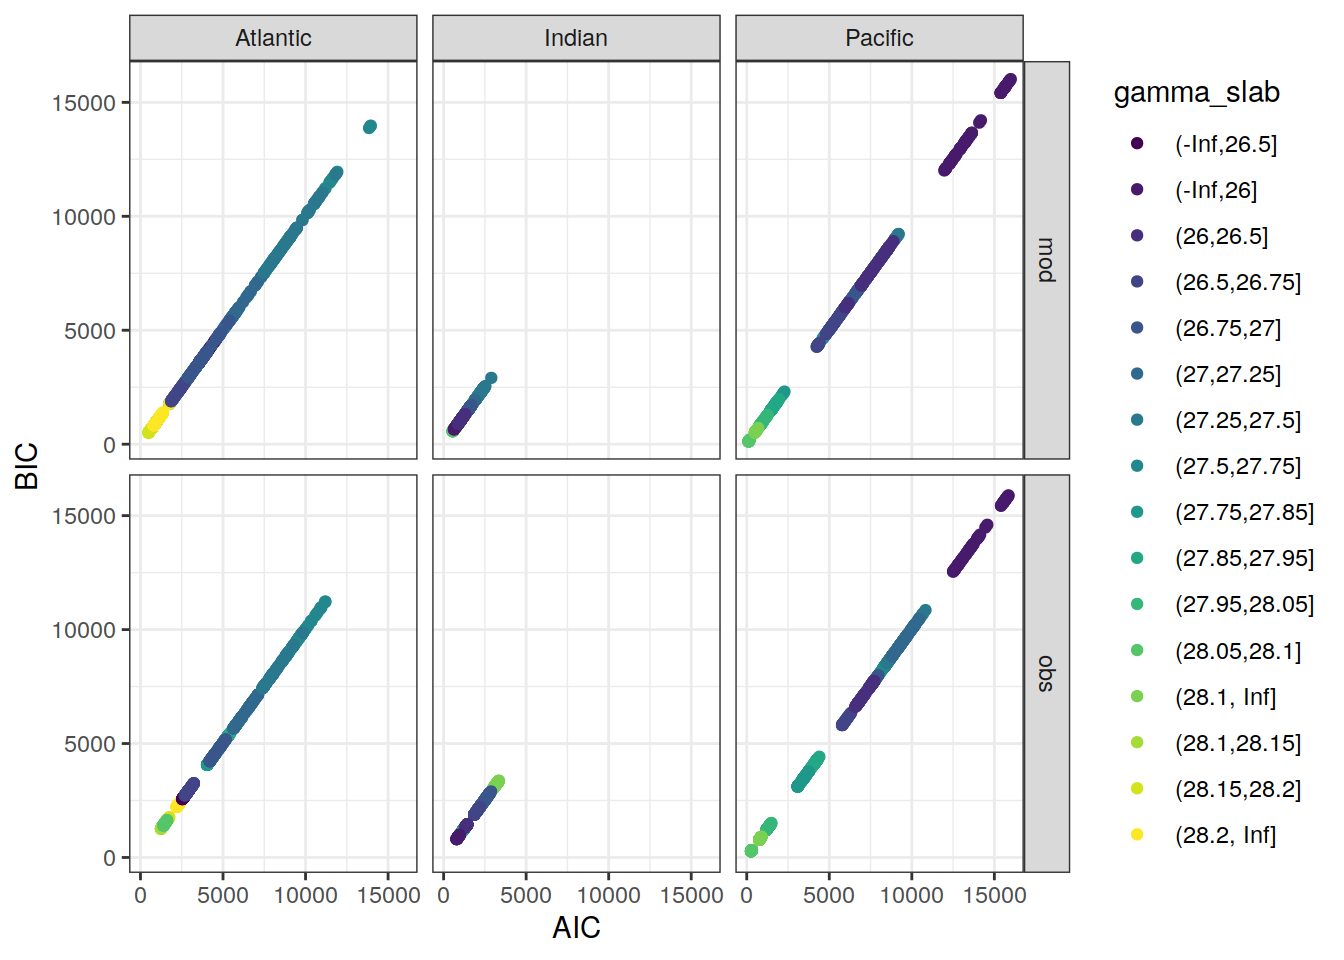 Atlantic Indian Pacific
15000
10000
5000
0
mod
15000
10000
5000
0
obs
0 5000 10000 15000 0 5000 10000 15000 0 5000 10000 15000
AIC
BIC
gamma_slab
(-Inf,26.5]
(-Inf,26]
(26,26.5]
(26.5,26.75]
(26.75,27]
(27,27.25]
(27.25,27.5]
(27.5,27.75]
(27.75,27.85]
(27.85,27.95]
(27.95,28.05]
(28.05,28.1]
(28.1, Inf]
(28.1,28.15]
(28.15,28.2]
(28.2, Inf]